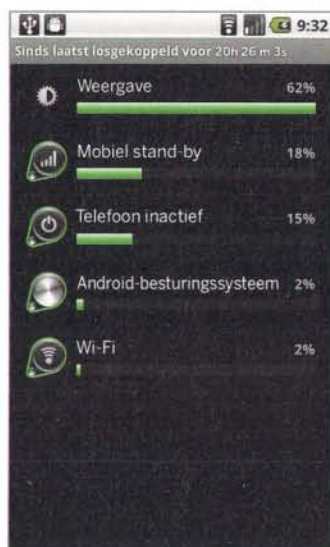 9:32
Sinds laatst losgekoppeld voor 20h 26 m 3s
Weergave 62%
Mobiel stand-by 18%
Telefoon inactief 15%
Android-besturingssysteem 2%
Wi-Fi 2%